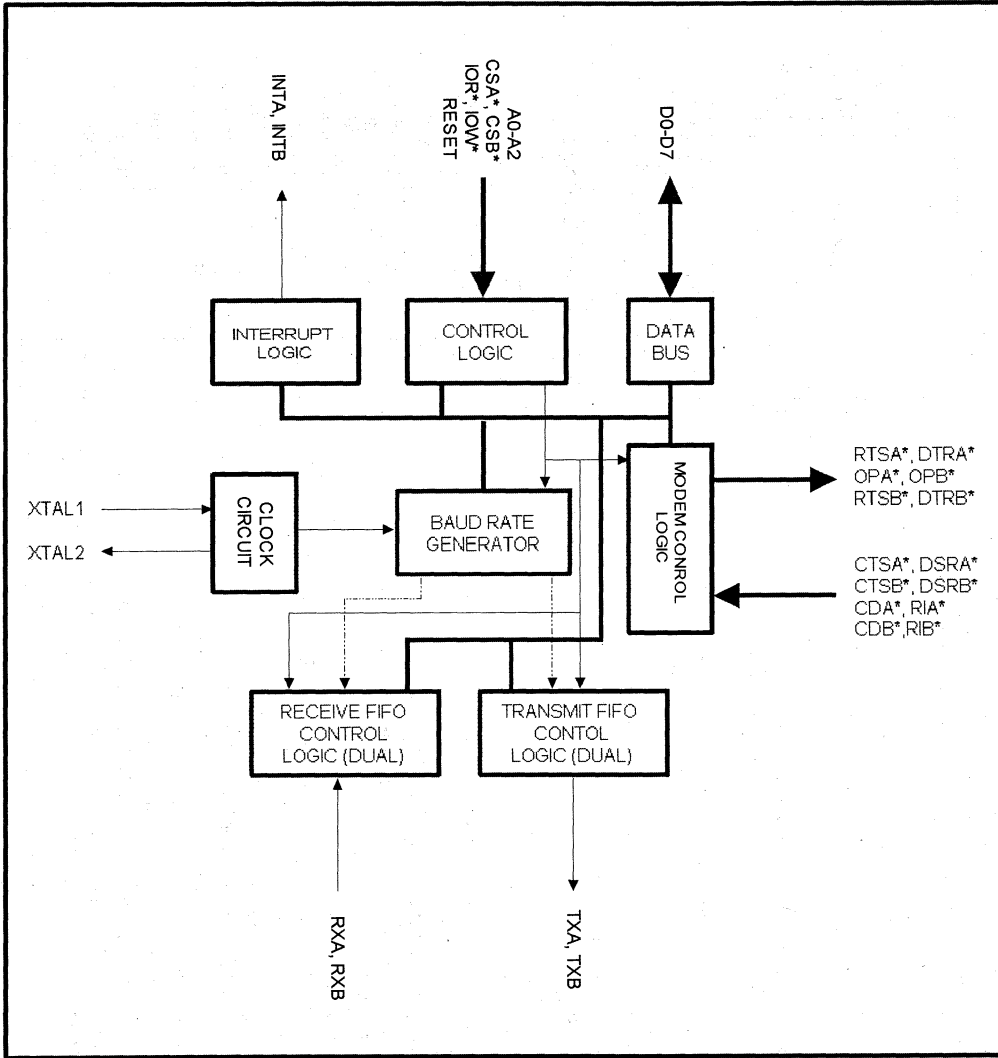 INTA, INTB
A0-A2
CSA*, CSB*
IOR*, IOW*
RESET
D0-D7
INTERRUPT
LOGIC
CONTROL
LOGIC
DATA
BUS
XTAL1
XTAL2
CLOCK
CIRCUIT
BAUD RATE
GENERATOR
MODEM CONROL
LOGIC
RTSA*, DTRA*
OPA*, OPB*
RTSB*, DTRB*
CTSA*, DSRA*
CTSB*, DSRB*
CDA*, RIA*
CDB*,RIB*
RECEIVE FIFO
CONTROL
LOGIC (DUAL)
TRANSMIT FIFO
CONTOL
LOGIC (DUAL)
RXA, RXB
TXA, TXB